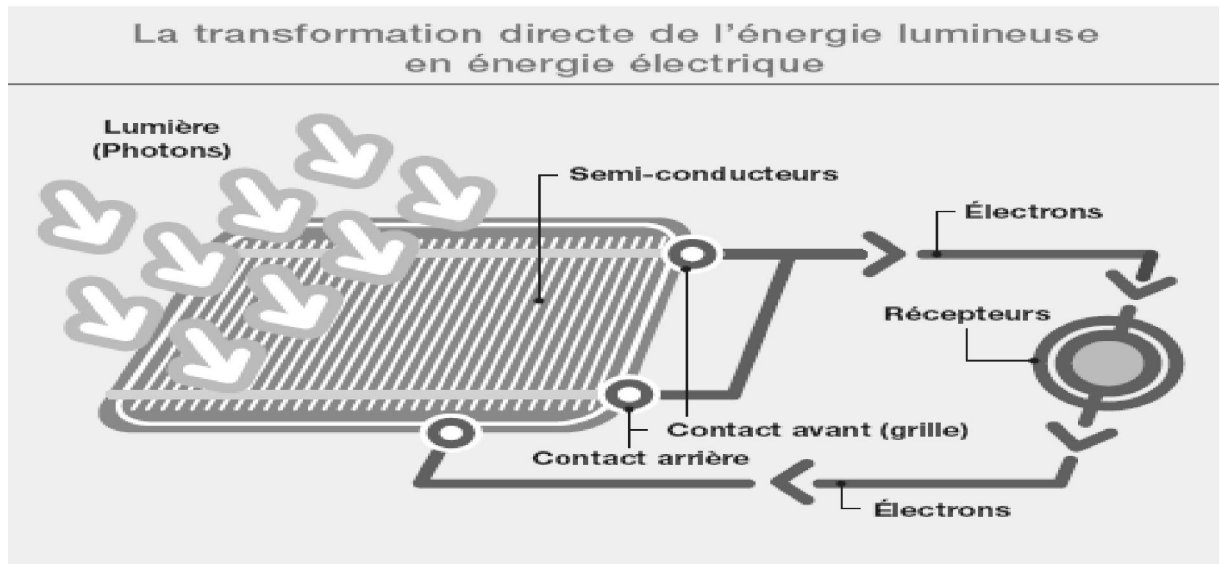 La transformation directe de l'énergie lumineuse
en énergie électrique
Lumière
(Photons)
Semi-conducteurs
Électrons
Récepteurs
Contact avant (grille)
Contact arrière
Électrons